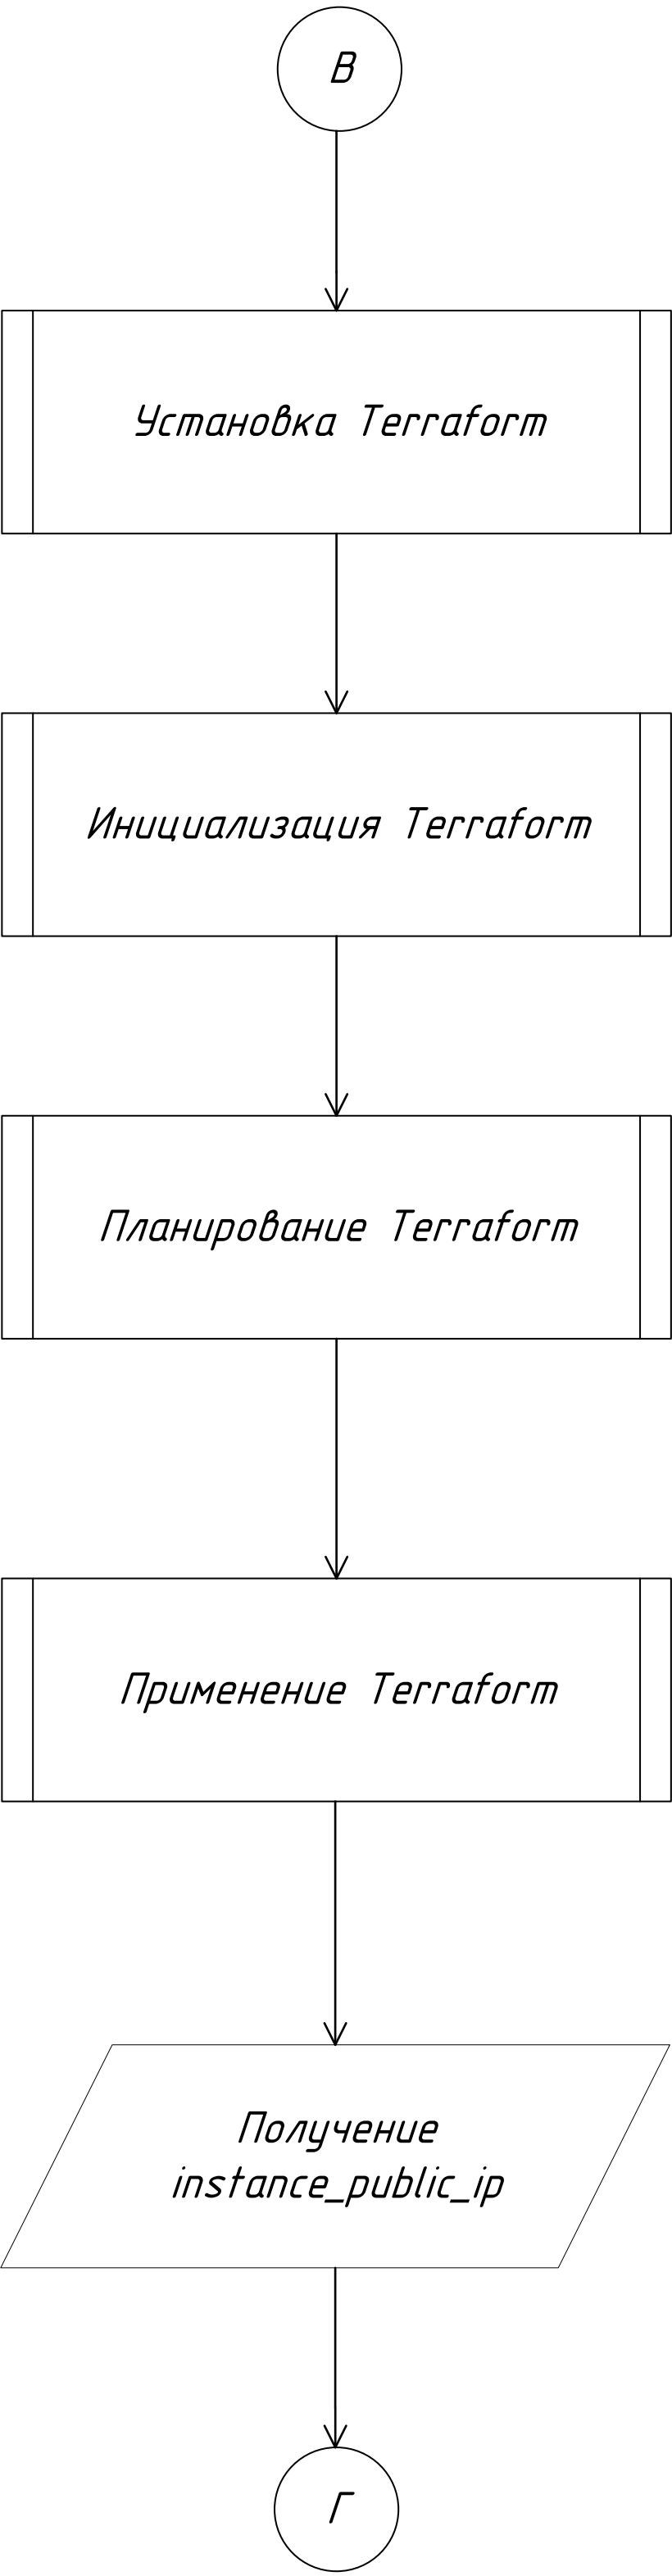 В
Установка Terraform
Инициализация Terraform
Планирование Terraform
Применение Terraform
Получение
instance_public_ip
Г